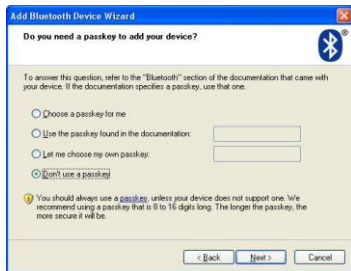 Add Bluetooth Device Wizard
Do you need a passkey to add your device?
To answer this question, refer to the "Bluetooth" section of the documentation that came with
your device. If the documentation specifies a passkey, use that one.
Choose a passkey for me
Use the passkey found in the documentation:
Let me choose my own passkey:
Don't use a passkey
You should always use a passkey, unless your device does not support one. We
recommend using a passkey that is 8 to 16 digits long. The longer the passkey, the
more secure it will be.
< Back Next > Cancel